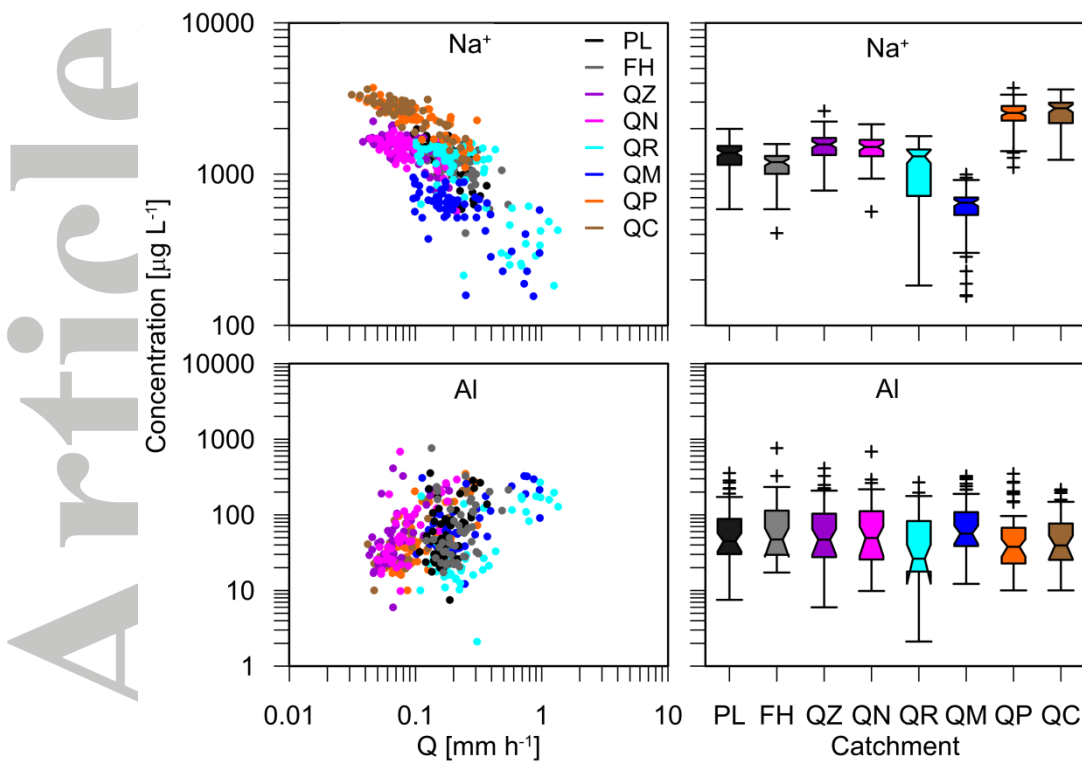 Article
Concentration [µg L⁻¹]
10000
1000
100
Na⁺
PL
FH
QZ
QN
QR
QM
QP
QC
Na⁺
10000
1000
100
10
1
Al
Al
0.01 0.1 1 10
Q [mm h⁻¹]
PL FH QZ QN QR QM QP QC
Catchment